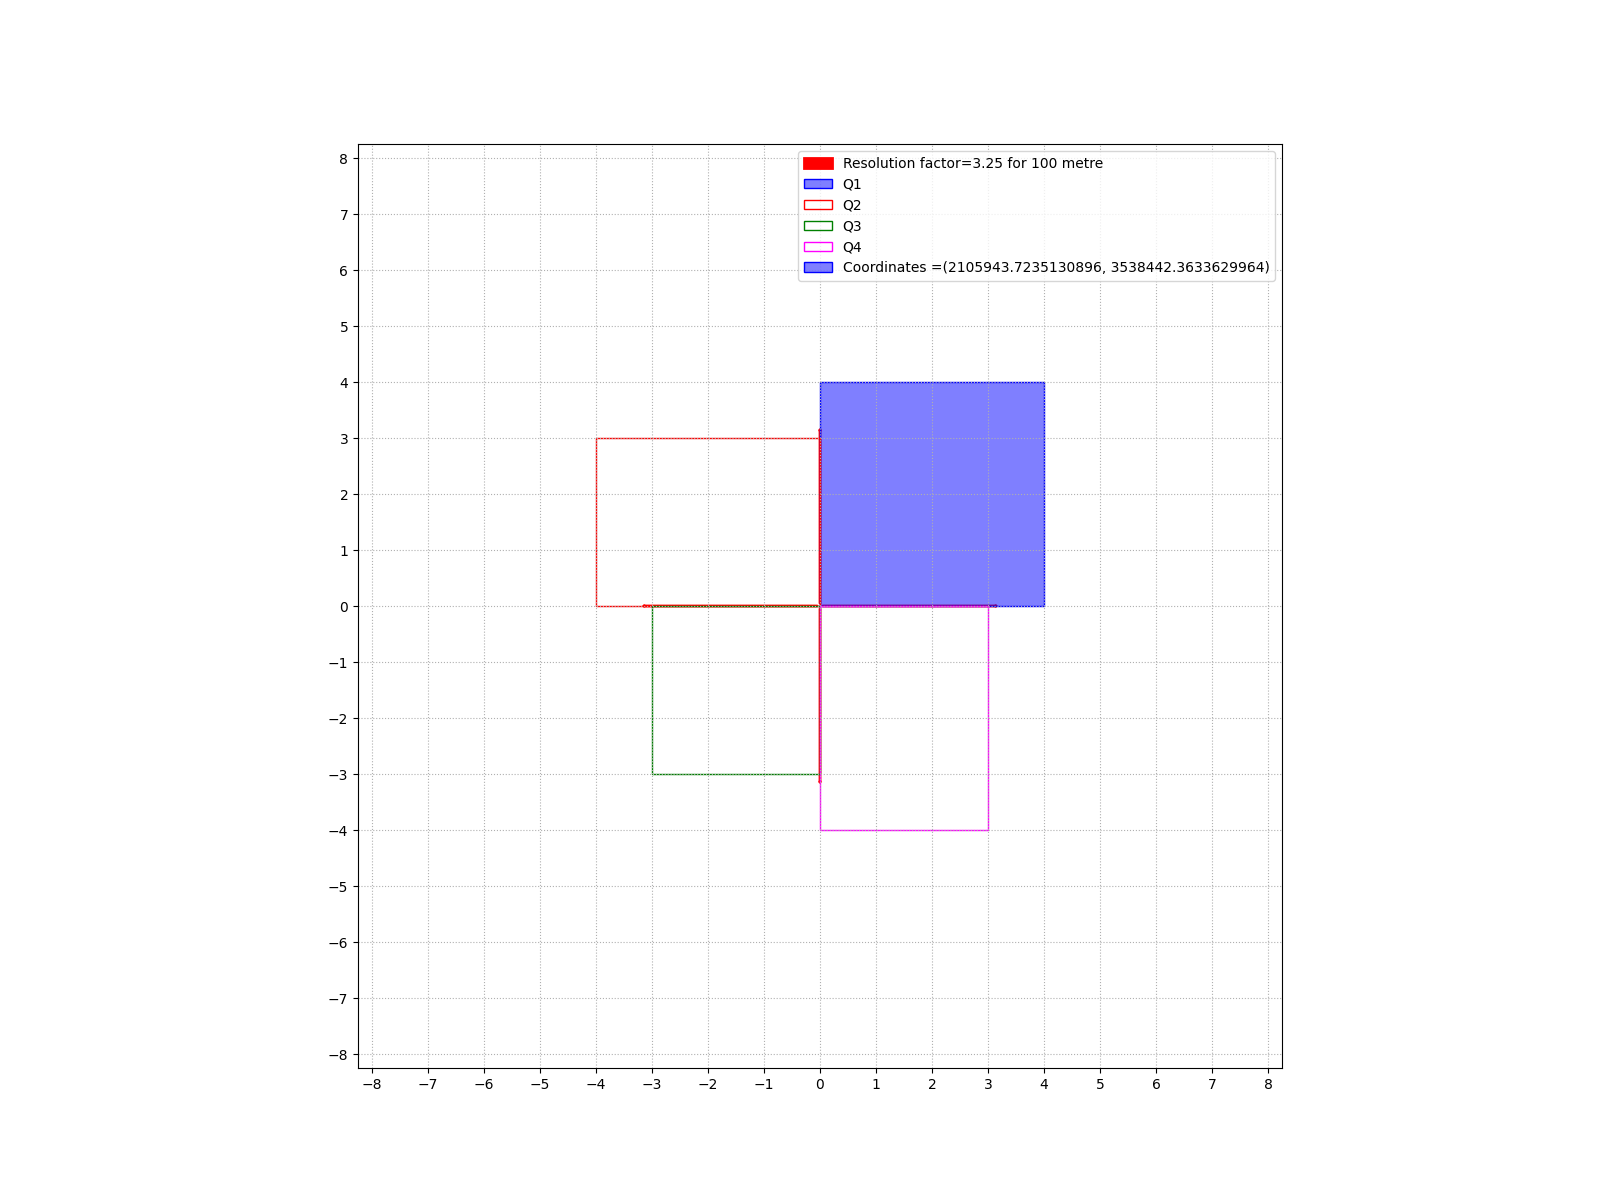 Resolution factor=3.25 for 100 metre
Q1
Q2
Q3
Q4
Coordinates =(2105943.7235130896, 3538442.3633629964)
8
7
6
5
4
3
2
1
0
−1
−2
−3
−4
−5
−6
−7
−8
−8 −7 −6 −5 −4 −3 −2 −1 0 1 2 3 4 5 6 7 8